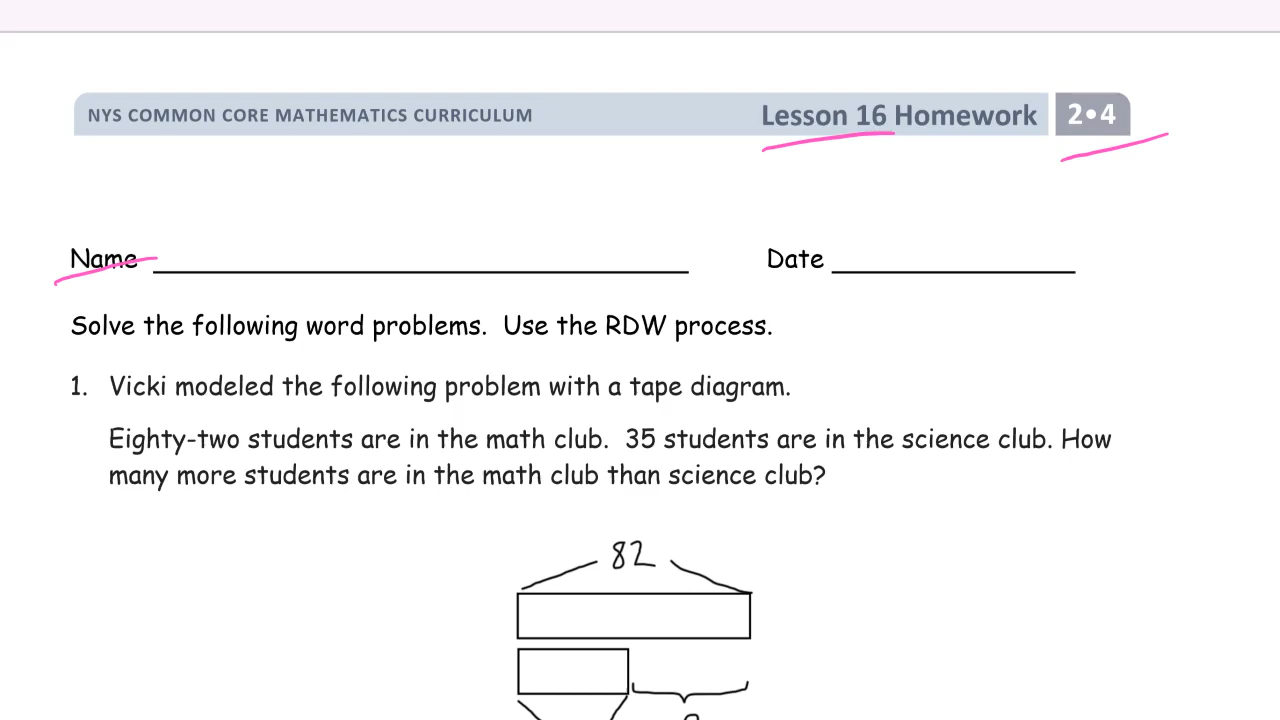 NYS COMMON CORE MATHEMATICS CURRICULUM Lesson 16 Homework 2•4
Name Date
Solve the following word problems. Use the RDW process.
1. Vicki modeled the following problem with a tape diagram.
Eighty-two students are in the math club. 35 students are in the science club. How
many more students are in the math club than science club?
82